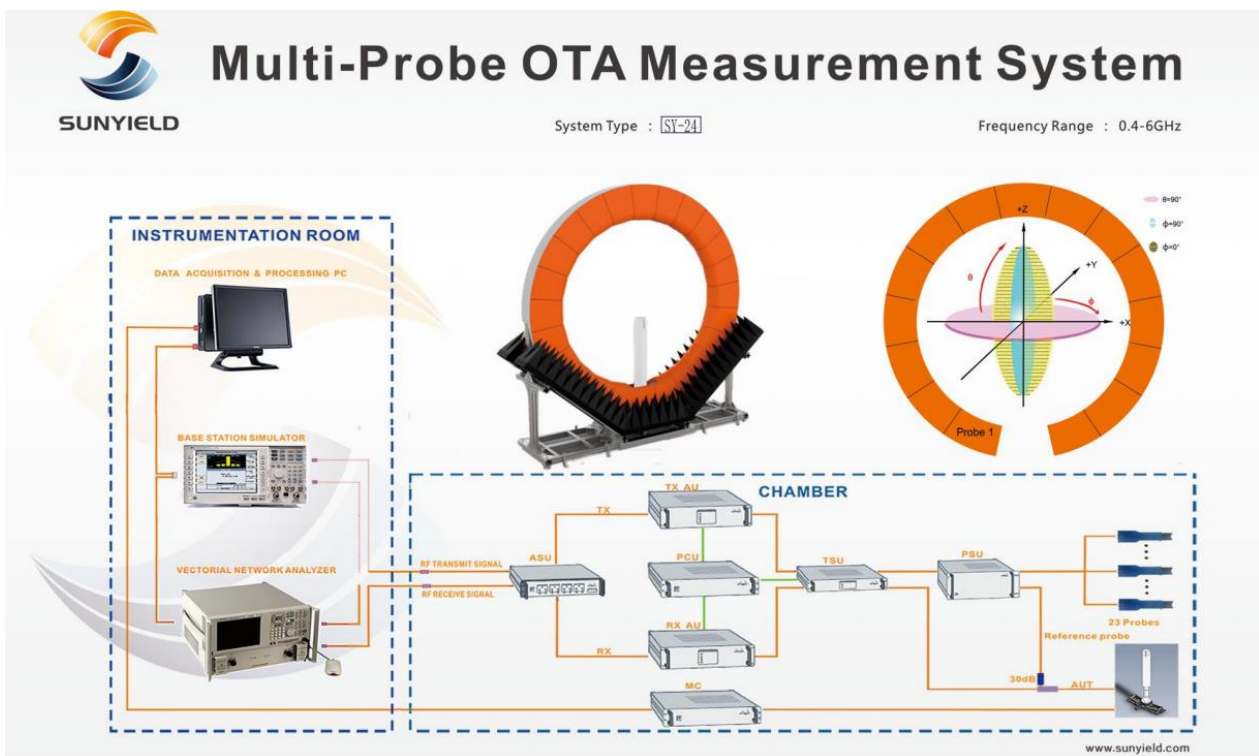 SUNYIELD
Multi-Probe OTA Measurement System
System Type : SY-24
Frequency Range : 0.4-6GHz
INSTRUMENTATION ROOM
DATA ACQUISITION & PROCESSING PC
BASE STATION SIMULATOR
VECTORIAL NETWORK ANALYZER
+Z
+Y
+X
θ
ϕ
Probe 1
θ=90°
ϕ=90°
ϕ=0°
CHAMBER
RF TRANSMIT SIGNAL
RF RECEIVE SIGNAL
ASU
TX
RX
TX AU
PCU
RX AU
MC
TSU
PSU
23 Probes
Reference probe
30dB
AUT
www.sunyield.com